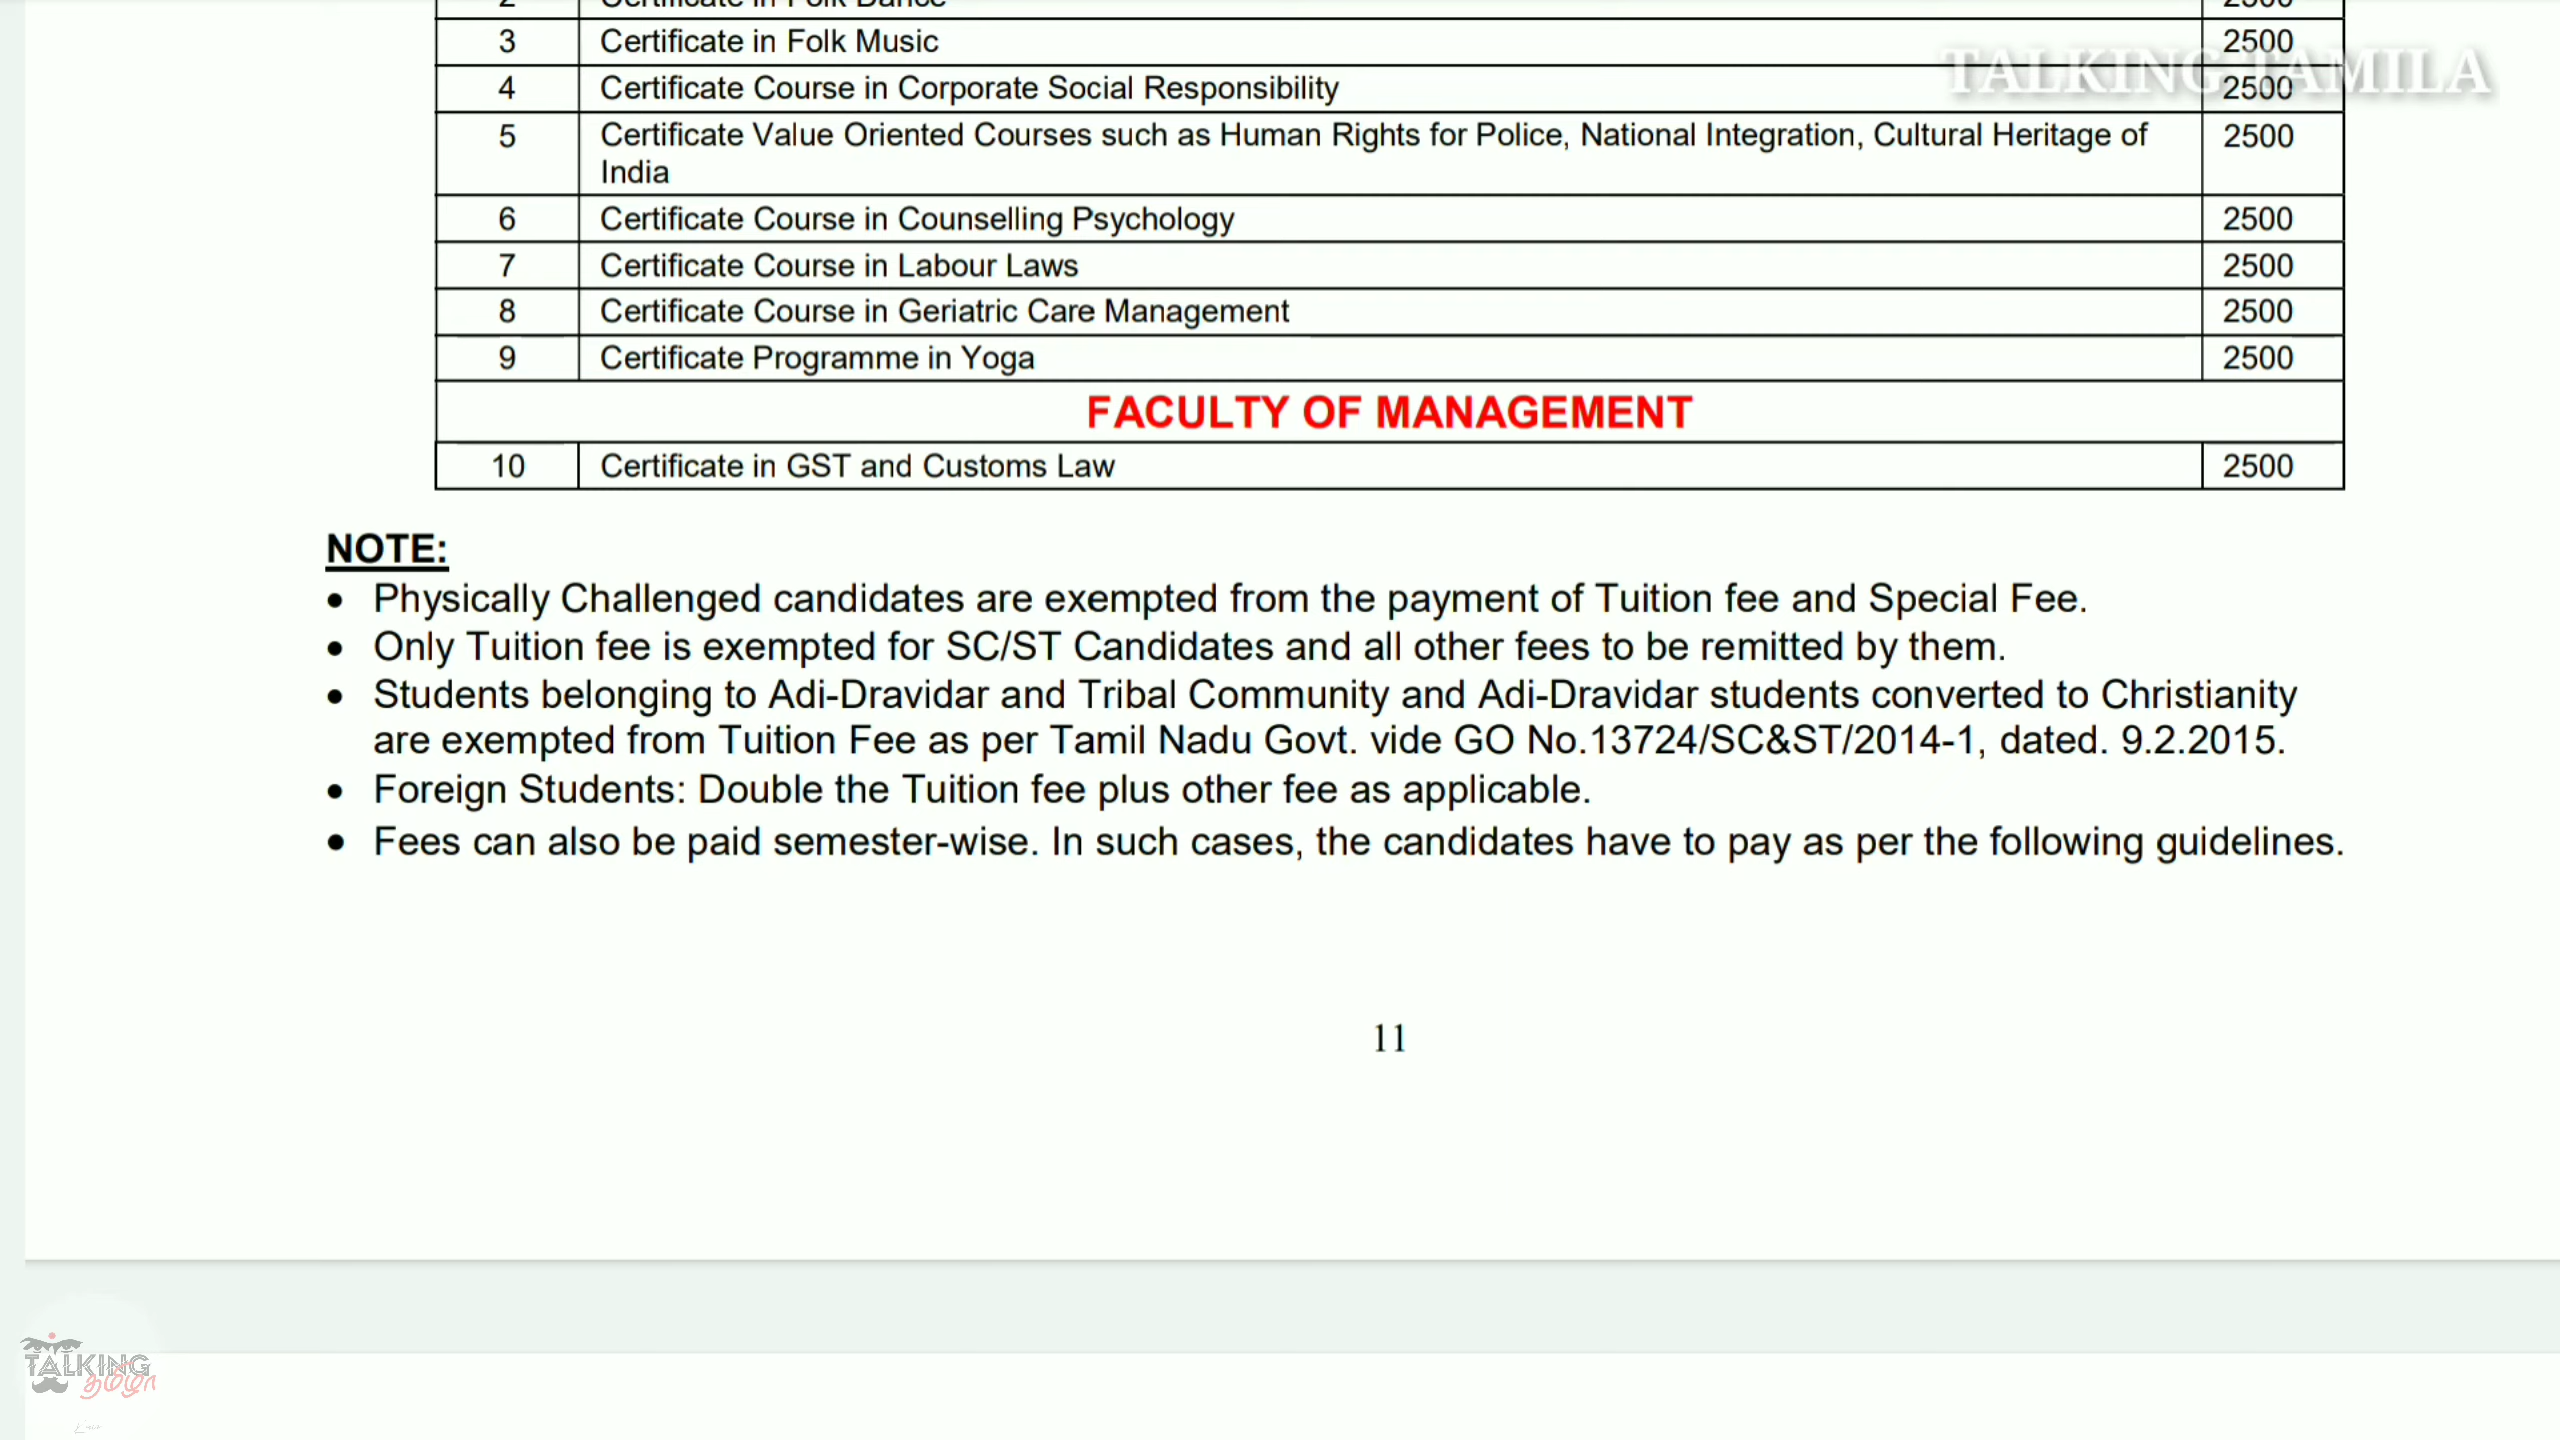 2 Certificate in Folk Dance 2500
3 Certificate in Folk Music 2500
TALKING TAMILA
4 Certificate Course in Corporate Social Responsibility 2500
5 Certificate Value Oriented Courses such as Human Rights for Police, National Integration, Cultural Heritage of 2500
India
6 Certificate Course in Counselling Psychology 2500
7 Certificate Course in Labour Laws 2500
8 Certificate Course in Geriatric Care Management 2500
9 Certificate Programme in Yoga 2500
FACULTY OF MANAGEMENT
10 Certificate in GST and Customs Law 2500
NOTE:
• Physically Challenged candidates are exempted from the payment of Tuition fee and Special Fee.
• Only Tuition fee is exempted for SC/ST Candidates and all other fees to be remitted by them.
• Students belonging to Adi-Dravidar and Tribal Community and Adi-Dravidar students converted to Christianity
are exempted from Tuition Fee as per Tamil Nadu Govt. vide GO No.13724/SC&ST/2014-1, dated. 9.2.2015.
• Foreign Students: Double the Tuition fee plus other fee as applicable.
• Fees can also be paid semester-wise. In such cases, the candidates have to pay as per the following guidelines.
11
TALKING
தமிழா